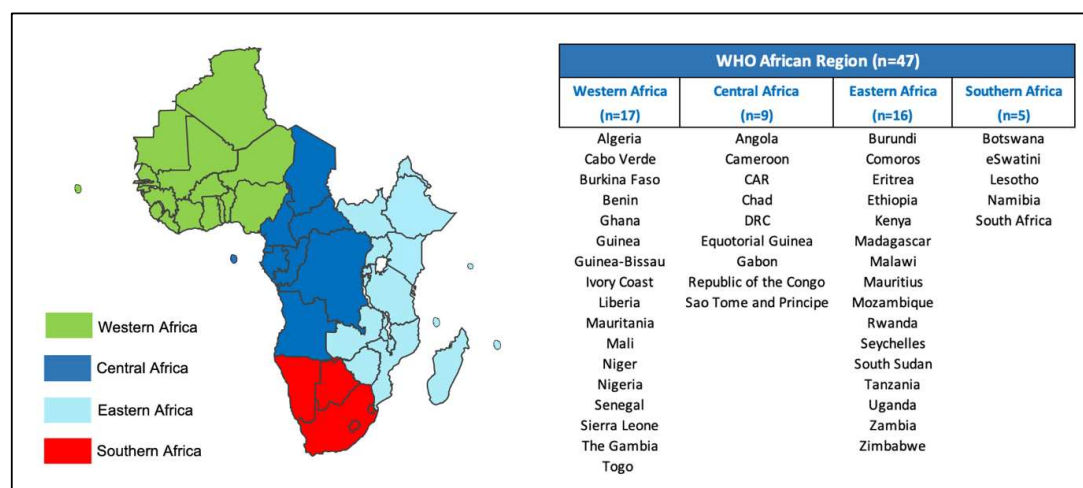 Western Africa
Central Africa
Eastern Africa
Southern Africa
WHO African Region (n=47)
Western Africa (n=17)
Algeria
Cabo Verde
Burkina Faso
Benin
Ghana
Guinea
Guinea-Bissau
Ivory Coast
Liberia
Mauritania
Mali
Niger
Nigeria
Senegal
Sierra Leone
The Gambia
Togo
Central Africa (n=9)
Angola
Cameroon
CAR
Chad
DRC
Equotorial Guinea
Gabon
Republic of the Congo
Sao Tome and Principe
Eastern Africa (n=16)
Burundi
Comoros
Eritrea
Ethiopia
Kenya
Madagascar
Malawi
Mauritius
Mozambique
Rwanda
Seychelles
South Sudan
Tanzania
Uganda
Zambia
Zimbabwe
Southern Africa (n=5)
Botswana
eSwatini
Lesotho
Namibia
South Africa